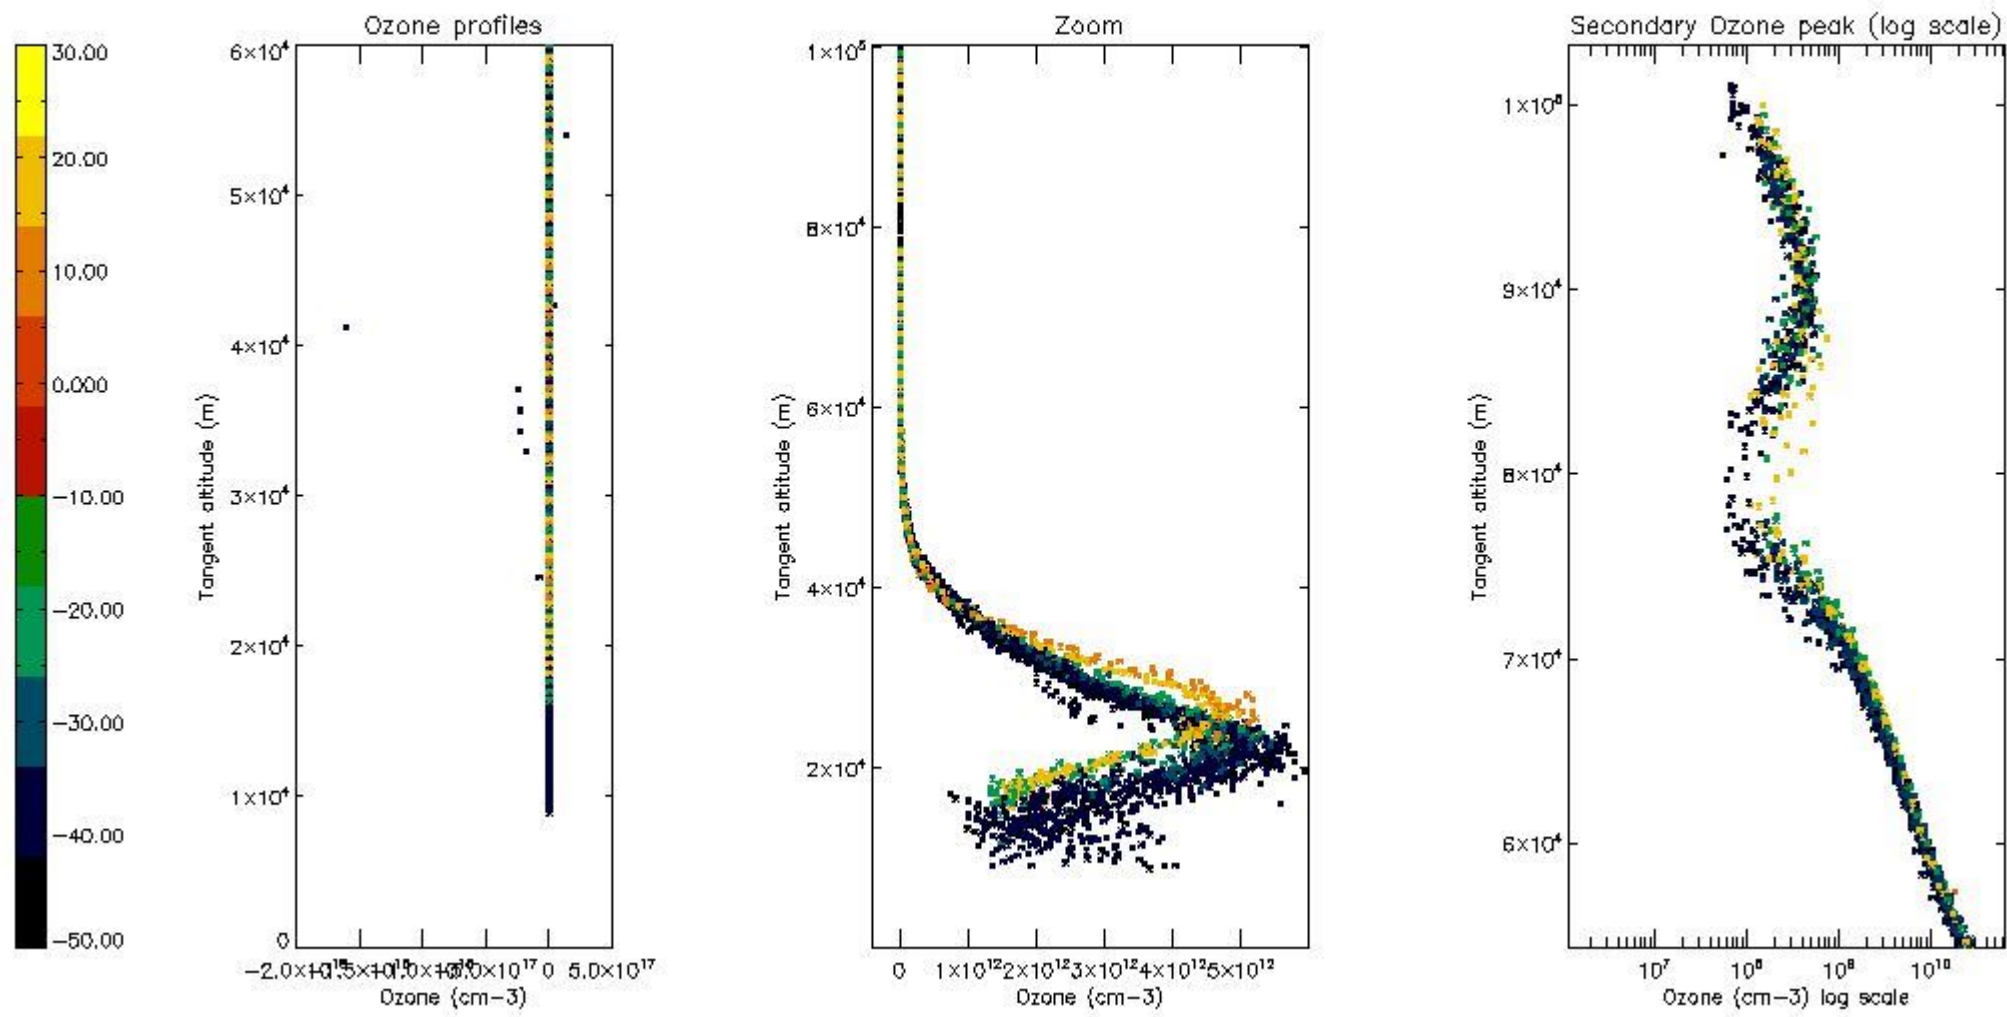 Ozone profiles
Zoom
Secondary Ozone peak (log scale)
30.00
20.00
10.00
0.000
−10.00
−20.00
−30.00
−40.00
−50.00
Tangent altitude (m)
6×10⁴
5×10⁴
4×10⁴
3×10⁴
2×10⁴
1×10⁴
0
0 5.0×10¹⁷
Ozone (cm−3)
Tangent altitude (m)
1×10⁵
8×10⁴
6×10⁴
4×10⁴
2×10⁴
0 1×10¹² 2×10¹² 3×10¹² 4×10¹² 5×10¹²
Ozone (cm−3)
Tangent altitude (m)
9×10⁴
8×10⁴
7×10⁴
6×10⁴
10⁷ 10⁸ 10⁹ 10¹⁰
Ozone (cm−3) log scale